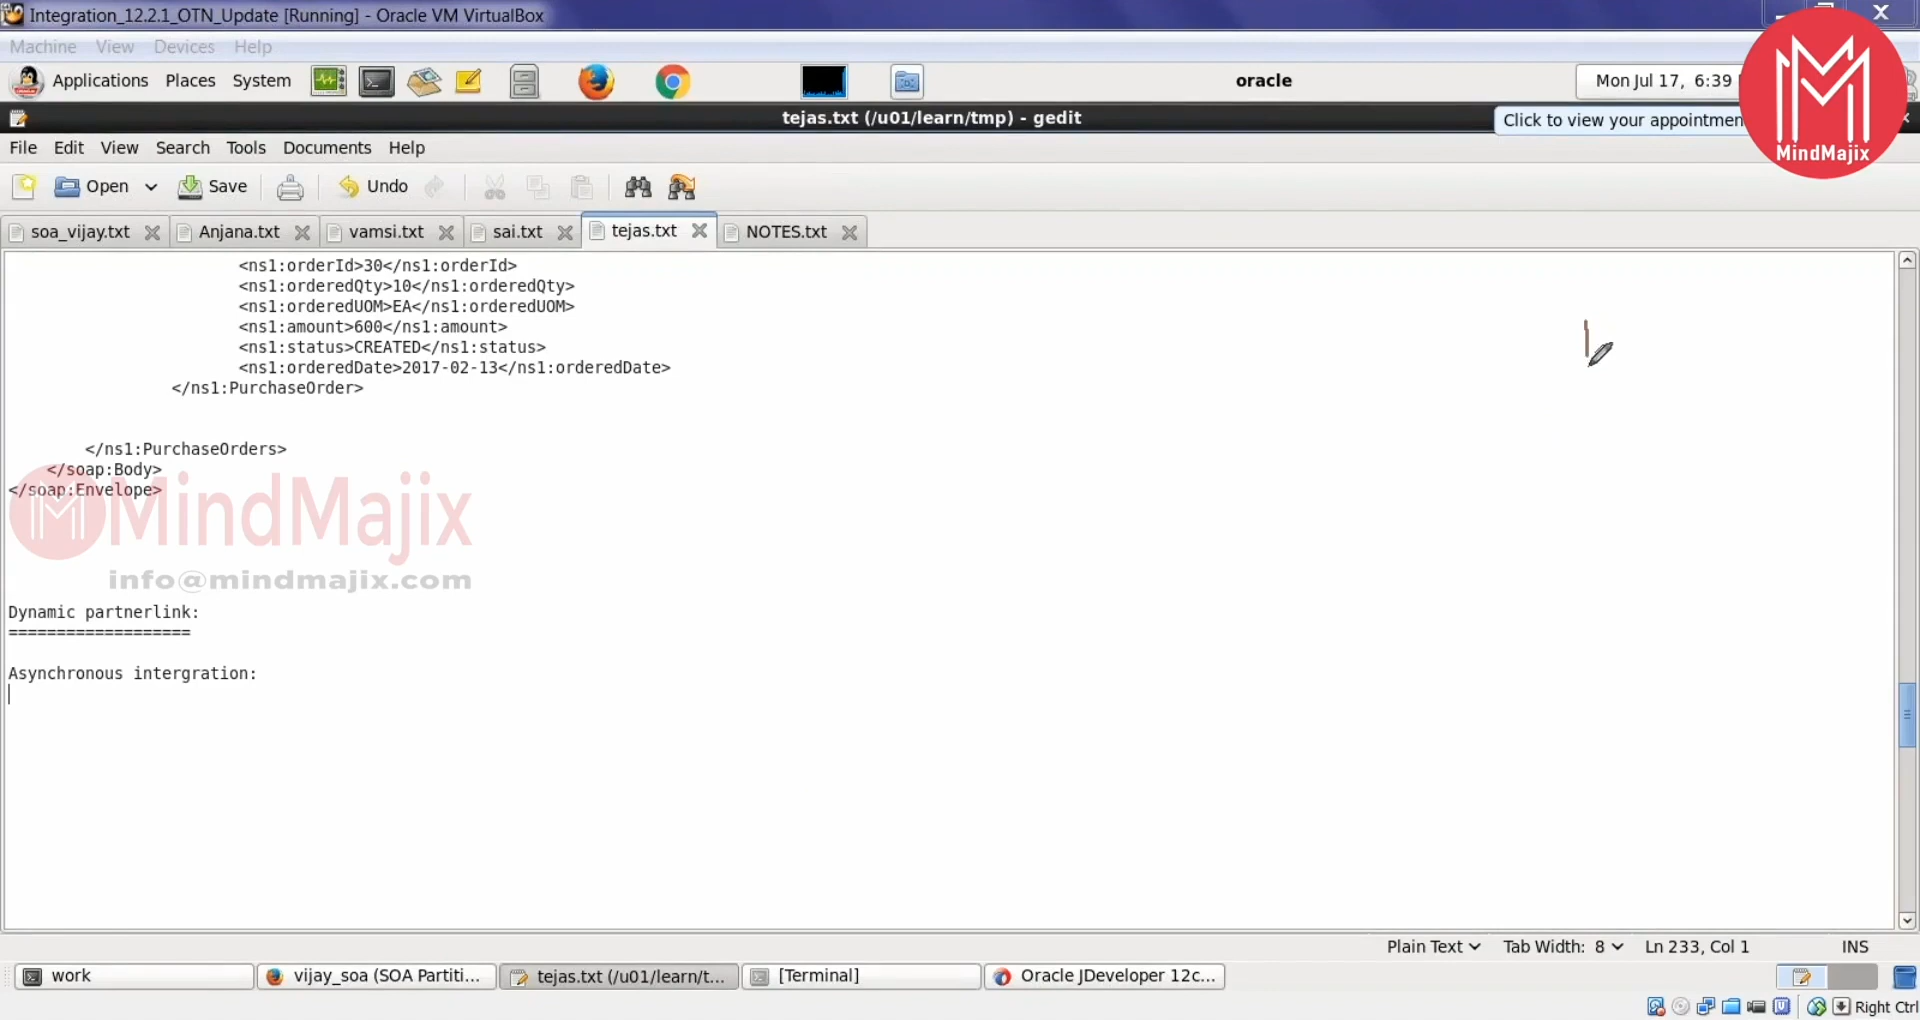 Integration_12.2.1_OTN_Update [Running] - Oracle VM VirtualBox
Machine View Devices Help
Applications Places System oracle Mon Jul 17, 6:39
tejas.txt (/u01/learn/tmp) - gedit
Click to view your appointmen
MindMajix
File Edit View Search Tools Documents Help
Open Save Undo
soa_vijay.txt Anjana.txt vamsi.txt sai.txt tejas.txt NOTES.txt
<ns1:orderId>30</ns1:orderId>
<ns1:orderedQty>10</ns1:orderedQty>
<ns1:orderedUOM>EA</ns1:orderedUOM>
<ns1:amount>600</ns1:amount>
<ns1:status>CREATED</ns1:status>
<ns1:orderedDate>2017-02-13</ns1:orderedDate>
</ns1:PurchaseOrder>
</ns1:PurchaseOrders>
</soap:Body>
</soap:Envelope>
MindMajix
info@mindmajix.com
Dynamic partnerlink:
===================
Asynchronous intergration:
Plain Text Tab Width: 8 Ln 233, Col 1 INS
work vijay_soa (SOA Partiti... tejas.txt (/u01/learn/t... [Terminal] Oracle JDeveloper 12c...
Right Ctrl